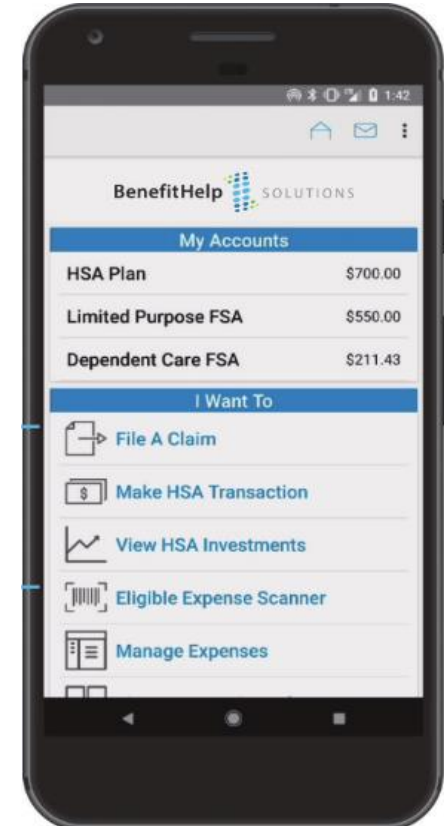 1:42
BenefitHelp SOLUTIONS
My Accounts
HSA Plan $700.00
Limited Purpose FSA $550.00
Dependent Care FSA $211.43
I Want To
File A Claim
$ Make HSA Transaction
View HSA Investments
Eligible Expense Scanner
Manage Expenses